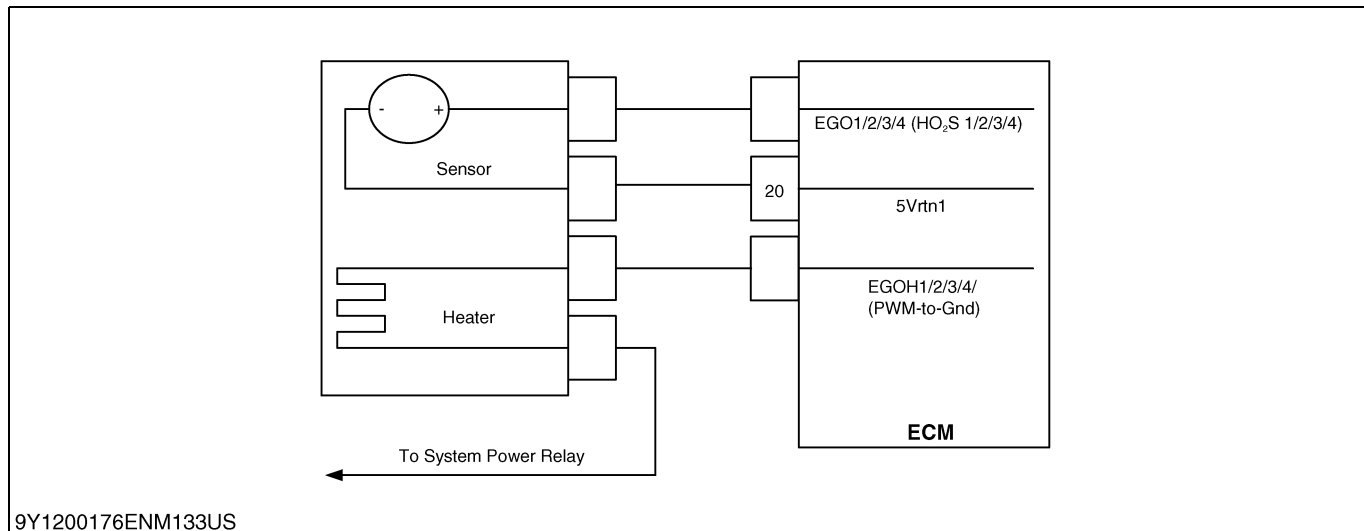 - +
EGO1/2/3/4 (HO₂S 1/2/3/4)
Sensor
20
5Vrtn1
EGOH1/2/3/4/
(PWM-to-Gnd)
Heater
ECM
To System Power Relay
9Y1200176ENM133US